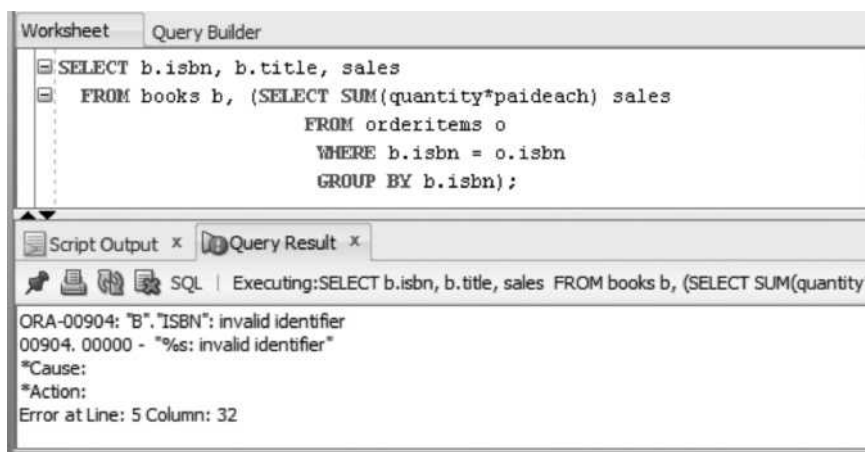 Worksheet Query Builder
SELECT b.isbn, b.title, sales
FROM books b, (SELECT SUM(quantity*paideach) sales
FROM orderitems o
WHERE b.isbn = o.isbn
GROUP BY b.isbn);
Script Output x Query Result x
SQL | Executing:SELECT b.isbn, b.title, sales FROM books b, (SELECT SUM(quantity
ORA-00904: "B"."ISBN": invalid identifier
00904. 00000 - "%s: invalid identifier"
*Cause:
*Action:
Error at Line: 5 Column: 32